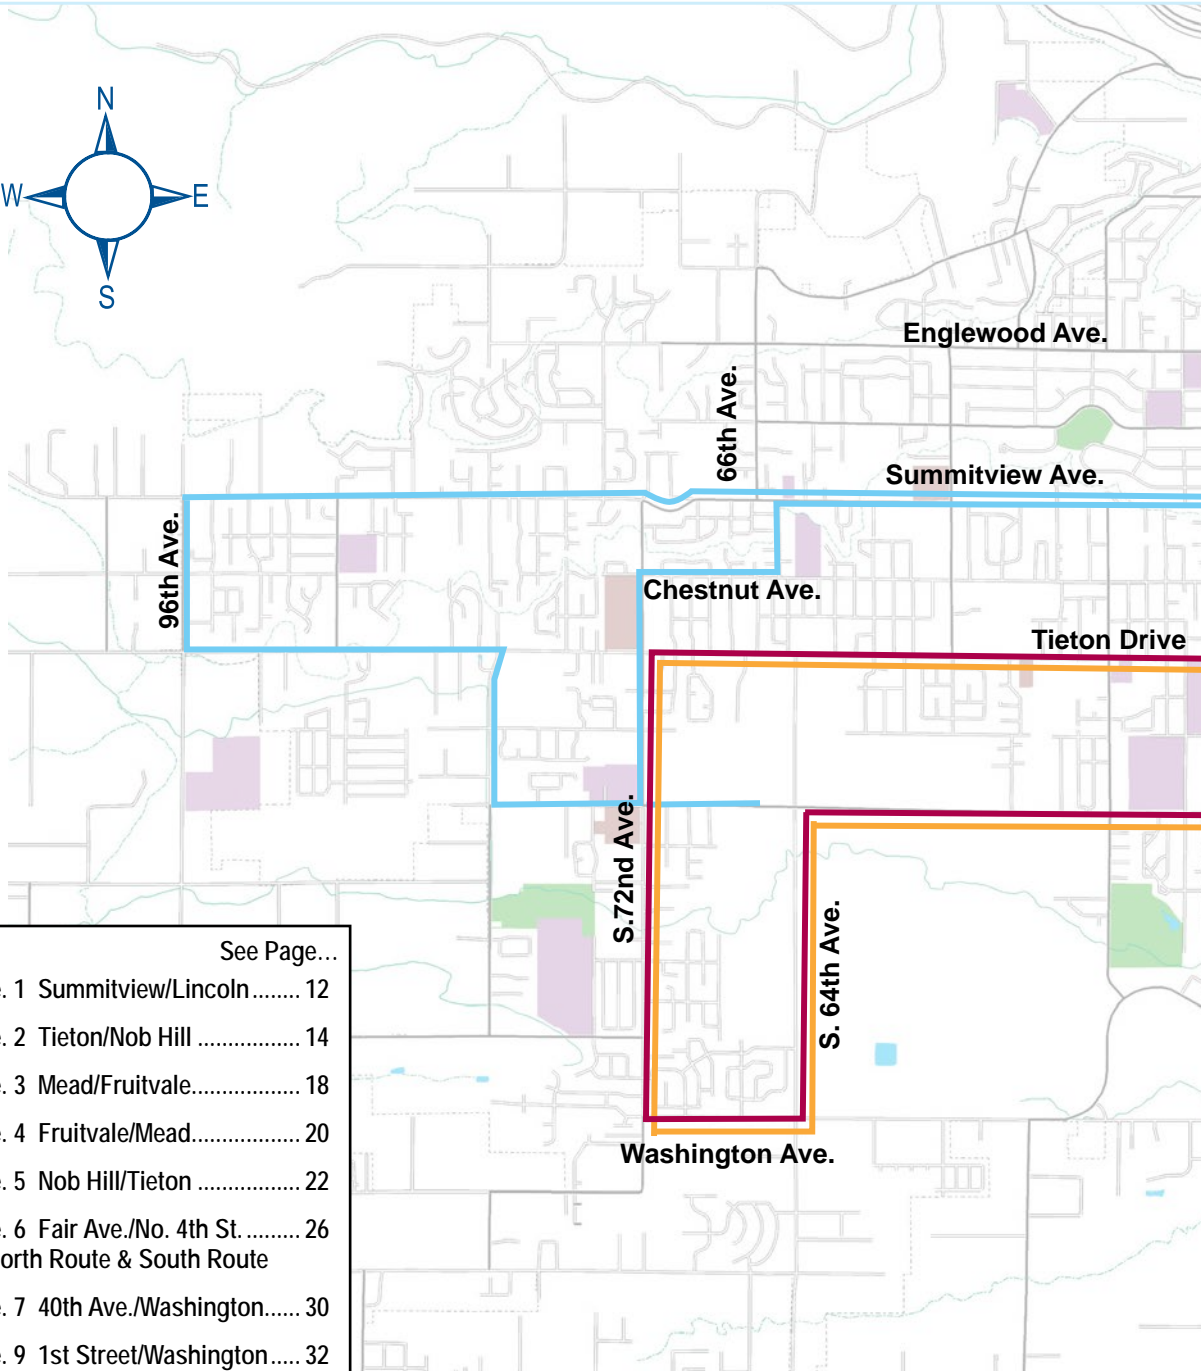 N
W E
S
Englewood Ave.
66th Ave.
Summitview Ave.
96th Ave.
Chestnut Ave.
Tieton Drive
S.72nd Ave.
S. 64th Ave.
Washington Ave.
See Page...
e. 1 Summitview/Lincoln ........ 12
e. 2 Tieton/Nob Hill ................. 14
e. 3 Mead/Fruitvale.................. 18
e. 4 Fruitvale/Mead.................. 20
e. 5 Nob Hill/Tieton ................. 22
e. 6 Fair Ave./No. 4th St. ......... 26
orth Route & South Route
e. 7 40th Ave./Washington...... 30
e. 9 1st Street/Washington ..... 32